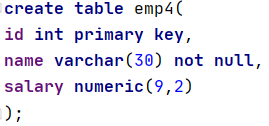 create table emp4(
id int primary key,
name varchar(30) not null,
salary numeric(9,2)
);